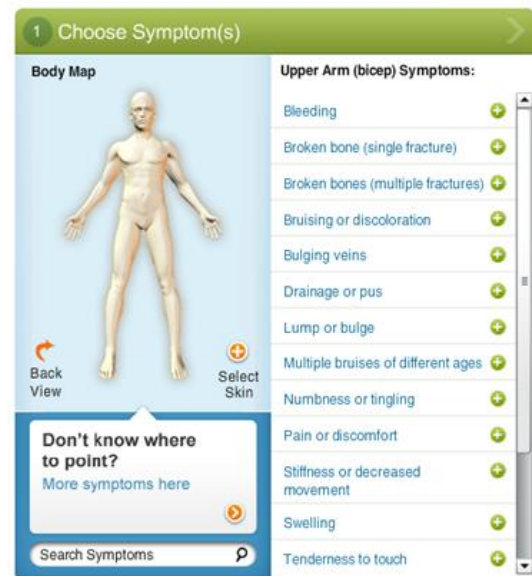 1 Choose Symptom(s)
Body Map
Back
View
Select
Skin
Don't know where
to point?
More symptoms here
Search Symptoms
Upper Arm (bicep) Symptoms:
Bleeding
Broken bone (single fracture)
Broken bones (multiple fractures)
Bruising or discoloration
Bulging veins
Drainage or pus
Lump or bulge
Multiple bruises of different ages
Numbness or tingling
Pain or discomfort
Stiffness or decreased
movement
Swelling
Tenderness to touch